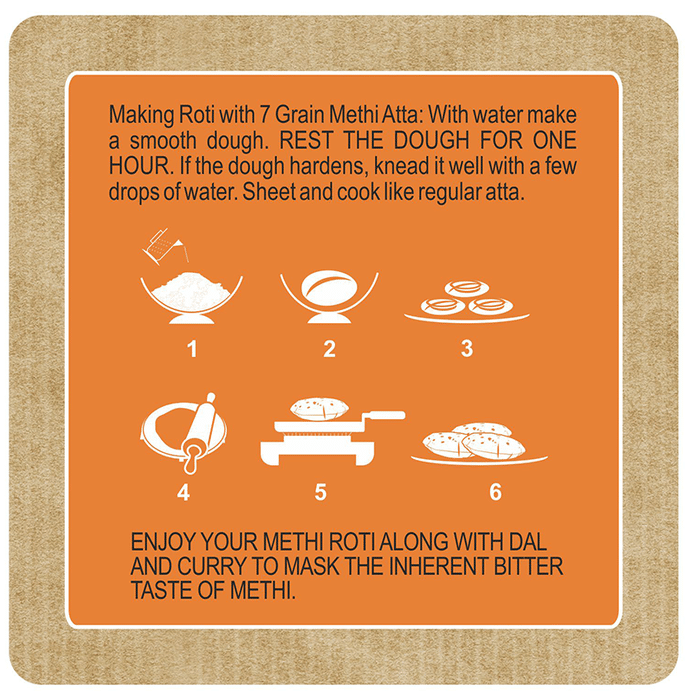 Making Roti with 7 Grain Methi Atta: With water make
a smooth dough. REST THE DOUGH FOR ONE
HOUR. If the dough hardens, knead it well with a few
drops of water. Sheet and cook like regular atta.
1 2 3
4 5 6
ENJOY YOUR METHI ROTI ALONG WITH DAL
AND CURRY TO MASK THE INHERENT BITTER
TASTE OF METHI.